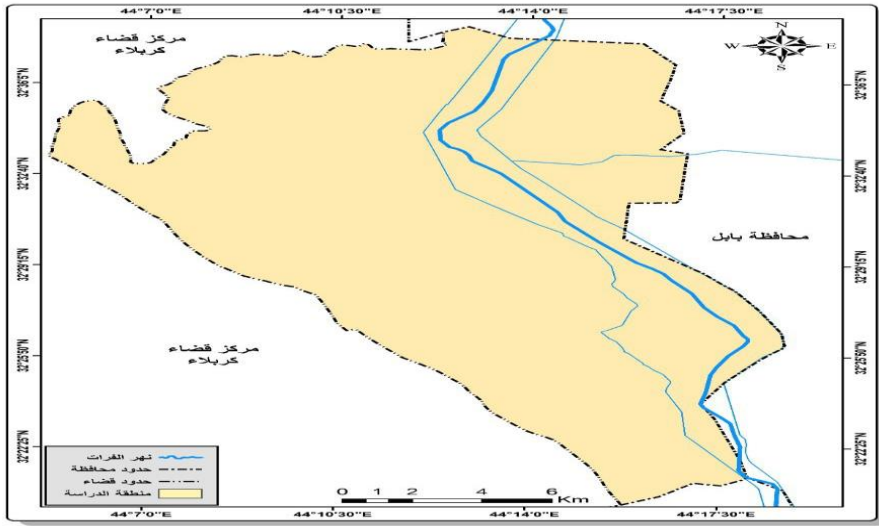 44°7'0"E 44°10'30"E 44°14'0"E 44°17'30"E
مركز قضاء
كربلاء
N
W E
S
محافظة بابل
مركز قضاء
كربلاء
نهر الفرات
حدود محافظة
حدود قضاء
منطقة الدراسة
0 1 2 4 6
Km
44°7'0"E 44°10'30"E 44°14'0"E 44°17'30"E